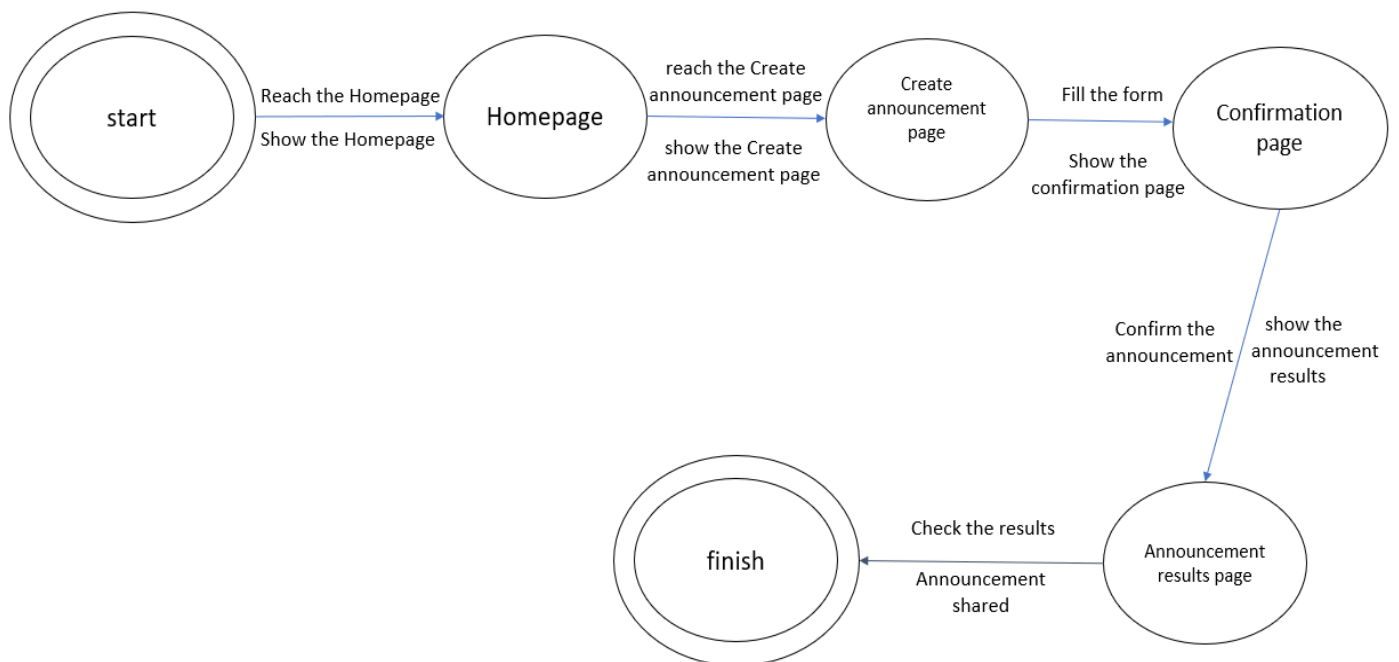 start
Reach the Homepage
Show the Homepage
Homepage
reach the Create
announcement page
show the Create
announcement page
Create
announcement
page
Fill the form
Show the
confirmation page
Confirmation
page
Confirm the
announcement
show the
announcement
results
Announcement
results page
Check the results
Announcement
shared
finish